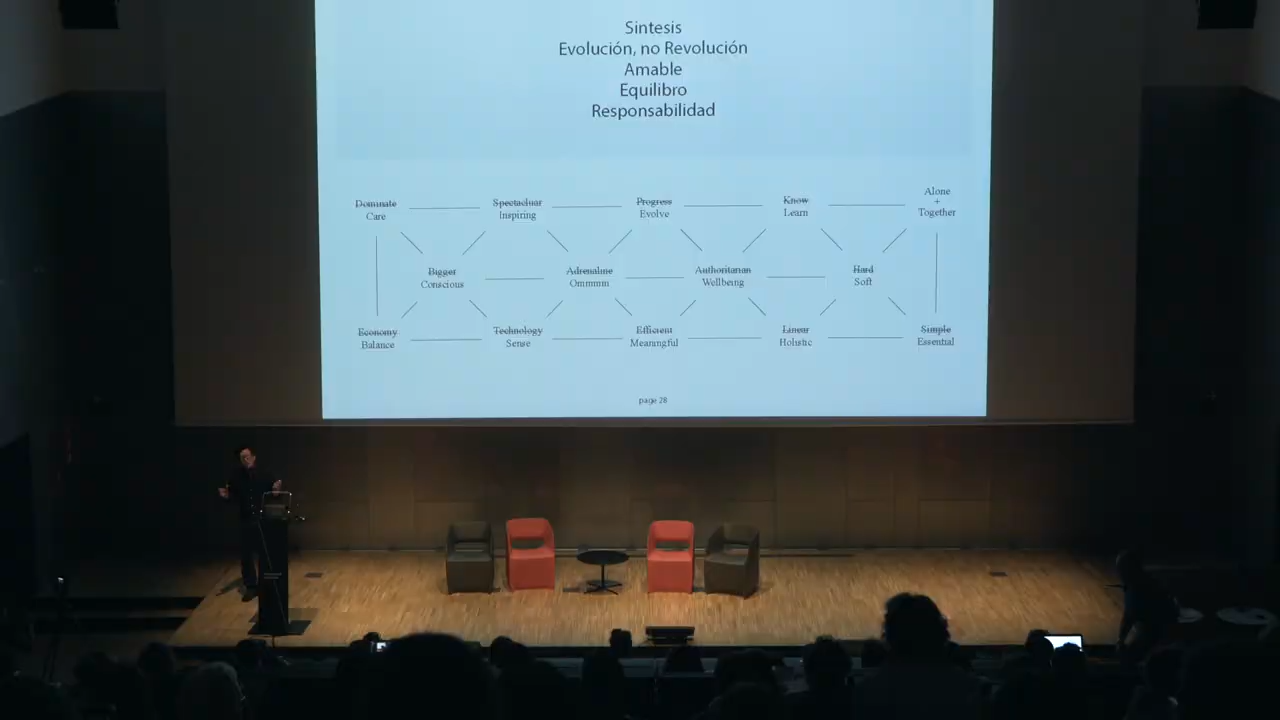 Sintesis
Evolución, no Revolución
Amable
Equilibro
Responsabilidad
Dominate
Care
Spectacluar
Inspiring
Progress
Evolve
Know
Learn
Alone
+
Together
Bigger
Conscious
Adrenaline
Ommmm
Authoritarian
Wellbeing
Hard
Soft
Economy
Balance
Technology
Sense
Efficient
Meaningful
Linear
Holistic
Simple
Essential
page 28